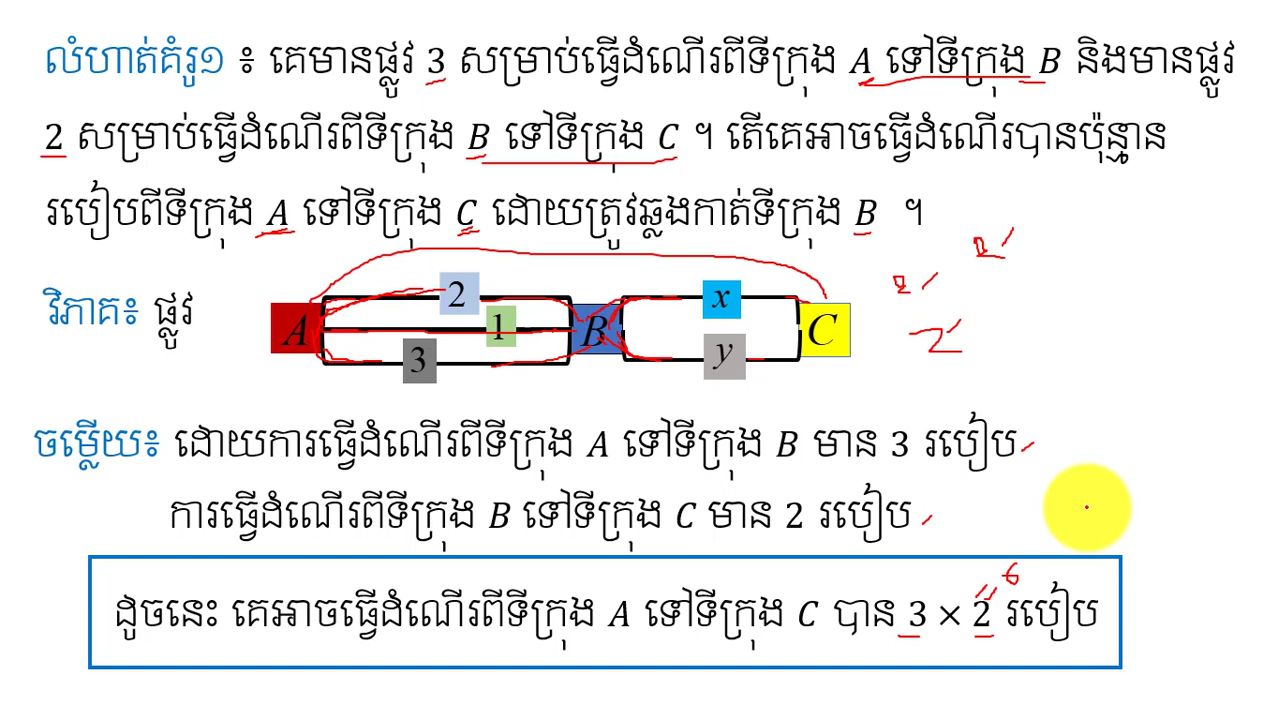 លំហាត់គំរូ១ ៖ គេមានផ្លូវ 3 សម្រាប់ធ្វើដំណើរពីទីក្រុង A ទៅទីក្រុង B និងមានផ្លូវ
2 សម្រាប់ធ្វើដំណើរពីទីក្រុង B ទៅទីក្រុង C ។ តើគេអាចធ្វើដំណើរបានប៉ុន្មាន
របៀបពីទីក្រុង A ទៅទីក្រុង C ដោយត្រូវឆ្លងកាត់ទីក្រុង B ។
វិភាគ៖ ផ្លូវ
2
x
A
1
B
C
3
y
ចម្លើយ៖ ដោយការធ្វើដំណើរពីទីក្រុង A ទៅទីក្រុង B មាន 3 របៀប
ការធ្វើដំណើរពីទីក្រុង B ទៅទីក្រុង C មាន 2 របៀប
6
ដូចនេះ គេអាចធ្វើដំណើរពីទីក្រុង A ទៅទីក្រុង C បាន 3 × 2 របៀប